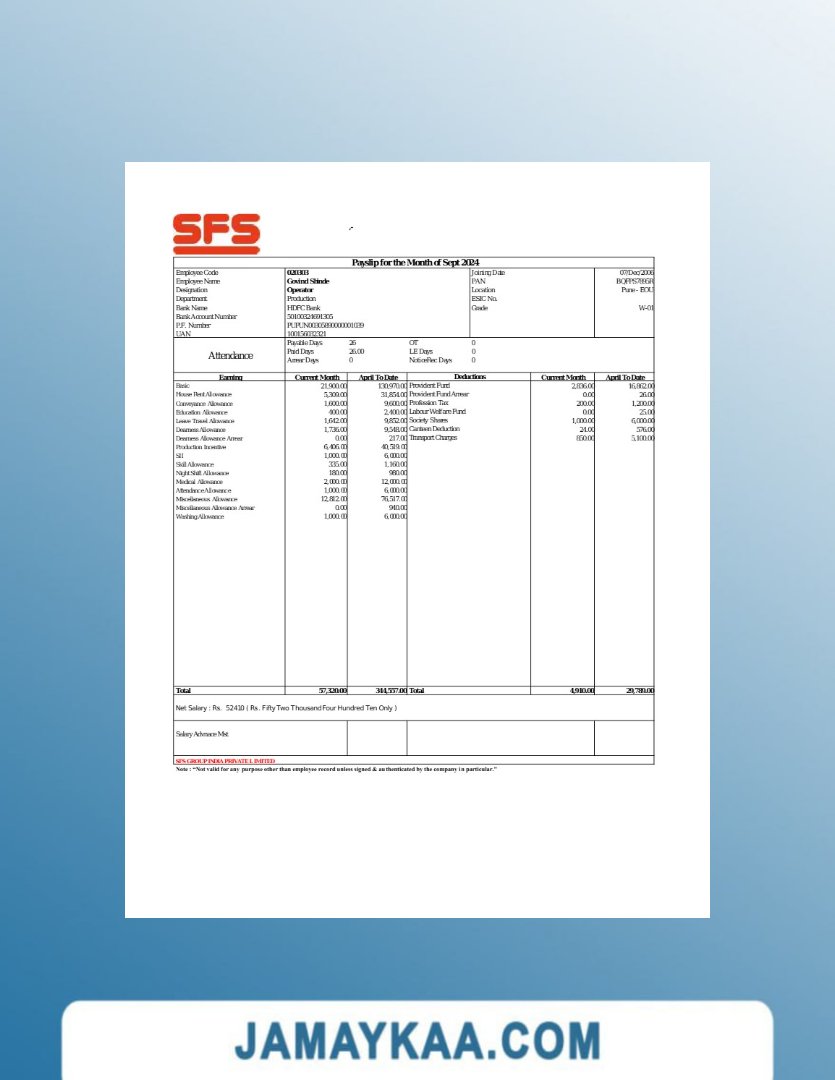 SFS
Payslip for the Month of Sept 2024
Employee Code 020303 Joining Date 07/Dec/2006
Employee Name Govind Shinde PAN
Designation Operator Location Pune - EOU
Department Production ESIC No.
Bank Name HDFC Bank Grade W-01
Bank Account Number 50100324691305
P.F. Number
UAN 100156032321
Attendance
Payable Days 26 OT 0
Paid Days 26.00 LE Days 0
Arrear Days 0 NoticeRec Days 0
Earning Current Month April To Date Deductions Current Month April To Date
Basic 21,900.00 130,970.00 Provident Fund 2,836.00 16,862.00
House Rent Allowance 5,309.00 31,854.00 Provident Fund Arrear 0.00 26.00
Conveyance Allowance 1,600.00 9,600.00 Profession Tax 200.00 1,200.00
Education Allowance 400.00 2,400.00 Labour Welfare Fund 0.00 25.00
Leave Travel Allowance 1,642.00 9,852.00 Society Shares 1,000.00 6,000.00
Dearness Allowance 1,736.00 9,548.00 Canteen Deduction 24.00 576.00
Dearness Allowance Arrear 0.00 217.00 Transport Charges 850.00 5,100.00
Production Incentive 6,406.00 40,519.00
SII 1,000.00 6,000.00
Skill Allowance 335.00 1,160.00
Night Shift Allowance 180.00 980.00
Medical Allowance 2,000.00 12,000.00
Attendance Allowance 1,000.00 6,000.00
Miscellaneous Allowance 12,812.00 76,517.00
Miscellaneous Allowance Arrear 0.00 940.00
Washing Allowance 1,000.00 6,000.00
Total 57,320.00 344,557.00 Total 4,910.00 29,789.00
Net Salary : Rs. 52410 ( Rs. Fifty Two Thousand Four Hundred Ten Only )
Salary Advnace Mst
SFS GROUP INDIA PRIVATE LIMITED
Note : "Not valid for any purpose other than employee record unless signed & authenticated by the company in particular."
JAMAYKAA.COM